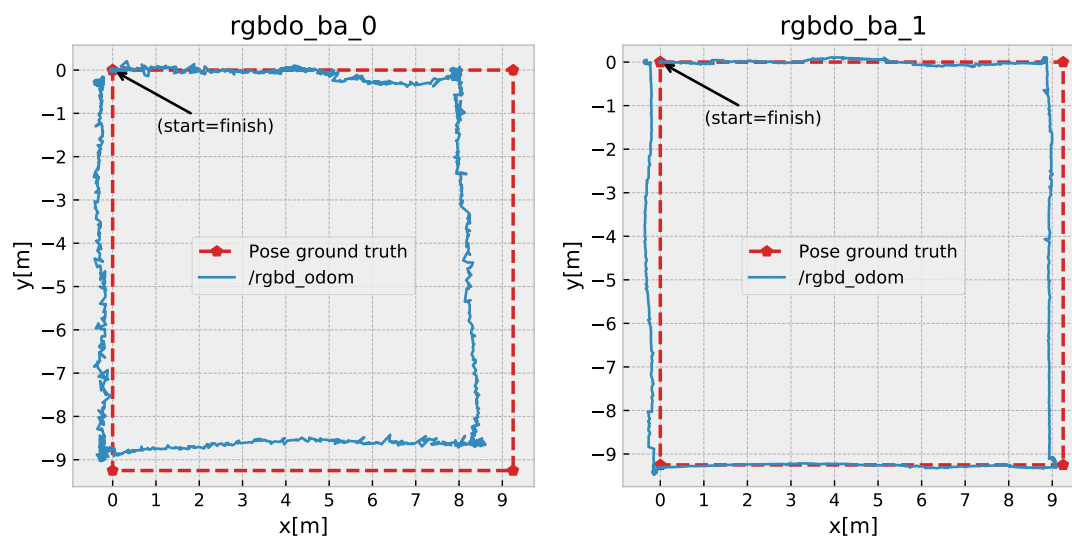 rgbdo_ba_0
0
−1
−2
−3
−4
−5
−6
−7
−8
−9
y[m]
(start=finish)
Pose ground truth
/rgbd_odom
0 1 2 3 4 5 6 7 8 9
x[m]
rgbdo_ba_1
0
−1
−2
−3
−4
−5
−6
−7
−8
−9
y[m]
(start=finish)
Pose ground truth
/rgbd_odom
0 1 2 3 4 5 6 7 8 9
x[m]